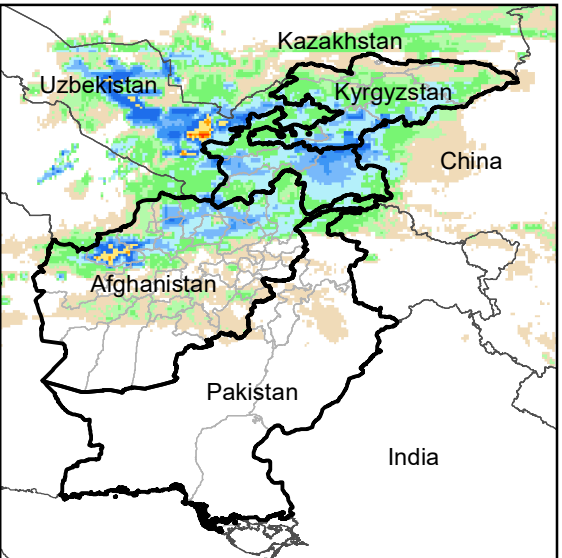 Kazakhstan
Uzbekistan
Kyrgyzstan
China
Afghanistan
Pakistan
India